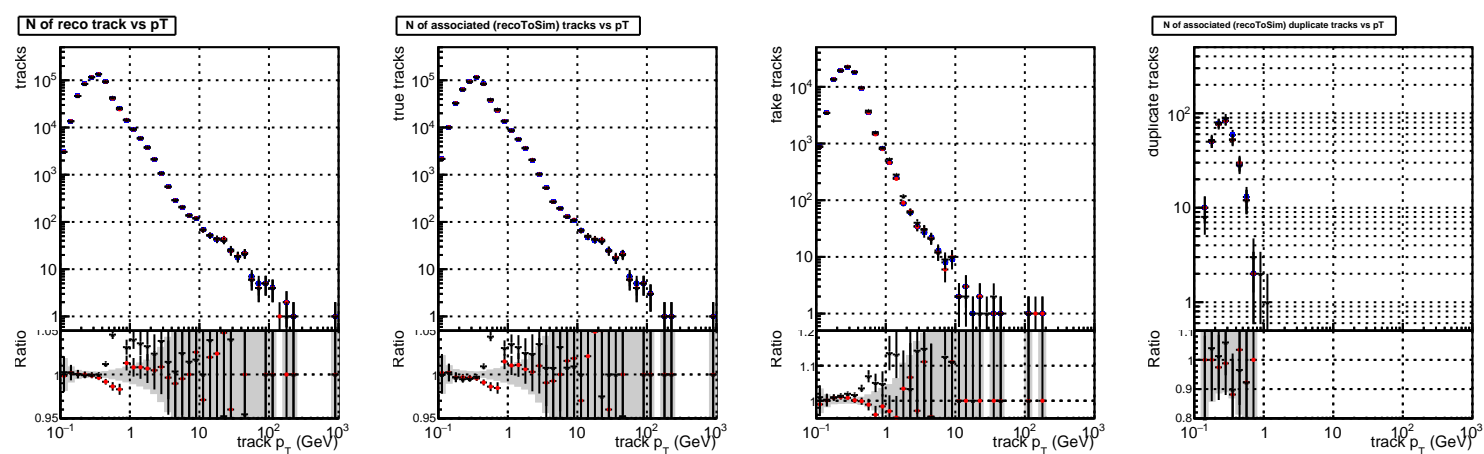 N of reco track vs pT
tracks
10^5
10^4
10^3
10^2
10
1
Ratio
1.05
0.95
10^-1 1 10 10^2 10^3
track p_T (GeV)
N of associated (recoToSim) tracks vs pT
true tracks
10^5
10^4
10^3
10^2
10
1
Ratio
1.05
0.95
10^-1 1 10 10^2 10^3
track p_T (GeV)
fake tracks
10^4
10^3
10^2
10
1
Ratio
1.2
1.1
10^-1 1 10 10^2 10^3
track p_T (GeV)
N of associated (recoToSim) duplicate tracks vs pT
duplicate tracks
10^2
10
1
Ratio
1.1
1
0.9
0.8
10^-1 1 10 10^2 10^3
track p_T (GeV)